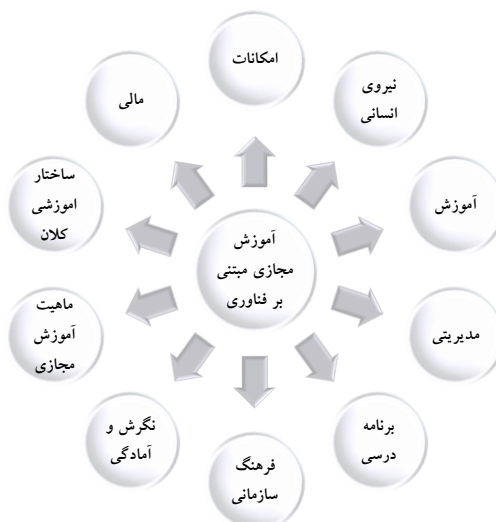 امکانات
نیروی
انسانی
آموزش
مدیریتی
برنامه
درسی
فرهنگ
سازمانی
نگرش و
آمادگی
ماهیت
آموزش
مجازی
ساختار
اموزشی
کلان
مالی
آموزش
مجازی مبتنی
بر فناوری